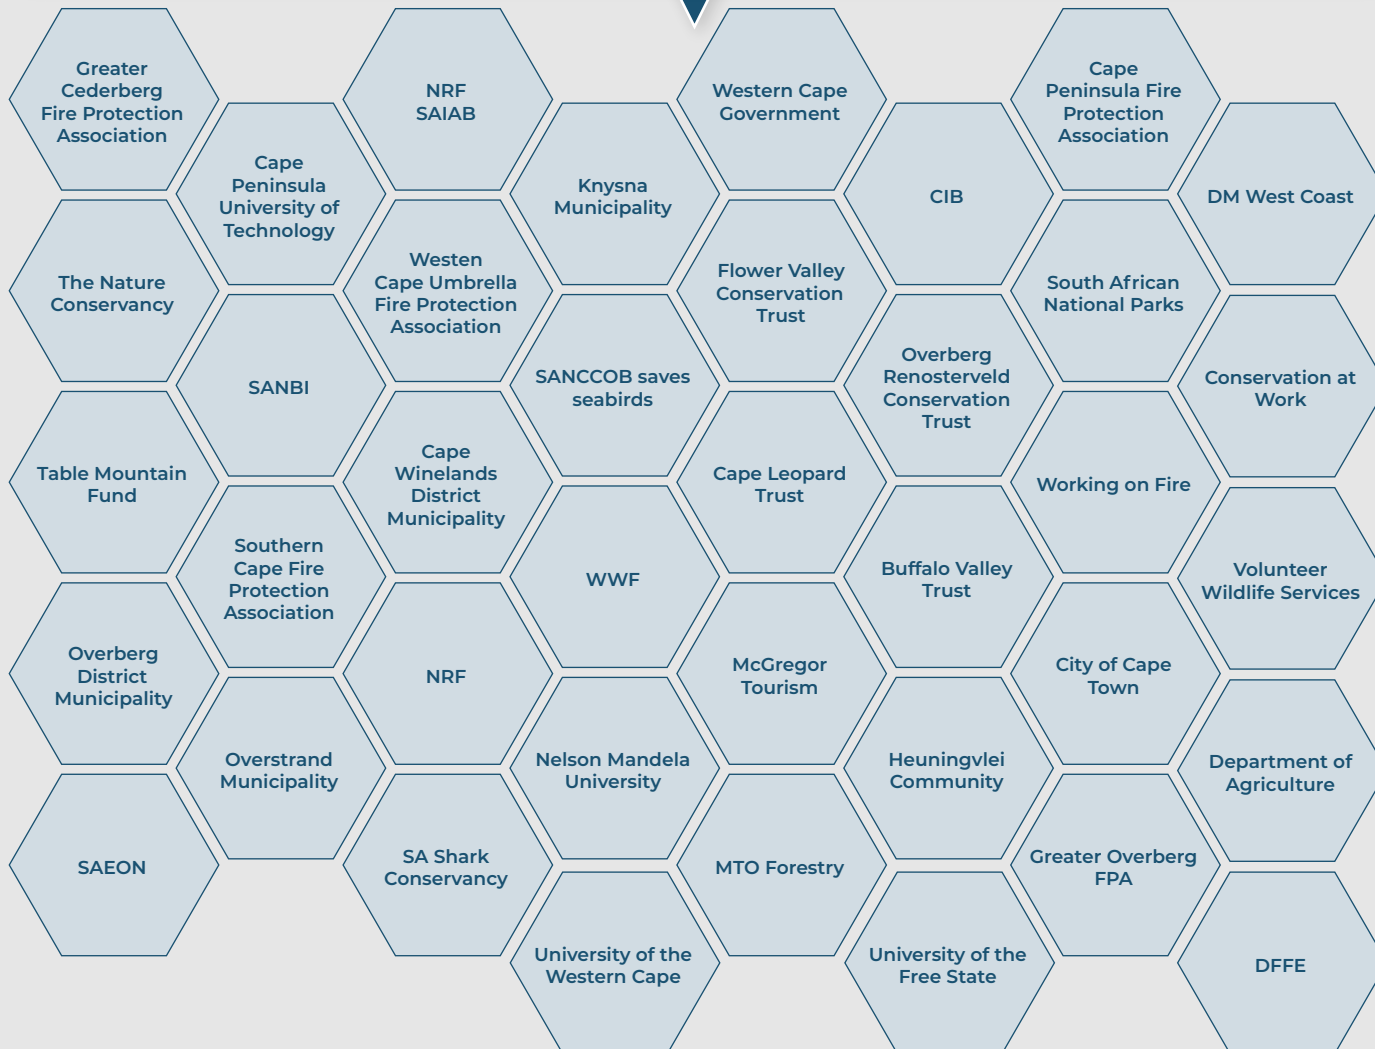 Greater
Cederberg
Fire Protection
Association
The Nature
Conservancy
Table Mountain
Fund
Overberg
District
Municipality
SAEON
Cape
Peninsula
University of
Technology
SANBI
Southern
Cape Fire
Protection
Association
Overstrand
Municipality
NRF
SAIAB
Westen
Cape Umbrella
Fire Protection
Association
Cape
Winelands
District
Municipality
NRF
SA Shark
Conservancy
Knysna
Municipality
SANCCOB saves
seabirds
WWF
Nelson Mandela
University
University of the
Western Cape
Western Cape
Government
Flower Valley
Conservation
Trust
Cape Leopard
Trust
McGregor
Tourism
MTO Forestry
CIB
Overberg
Renosterveld
Conservation
Trust
Buffalo Valley
Trust
Heuningvlei
Community
University of the
Free State
Cape
Peninsula Fire
Protection
Association
South African
National Parks
Working on Fire
City of Cape
Town
Greater Overberg
FPA
DM West Coast
Conservation at
Work
Volunteer
Wildlife Services
Department of
Agriculture
DFFE